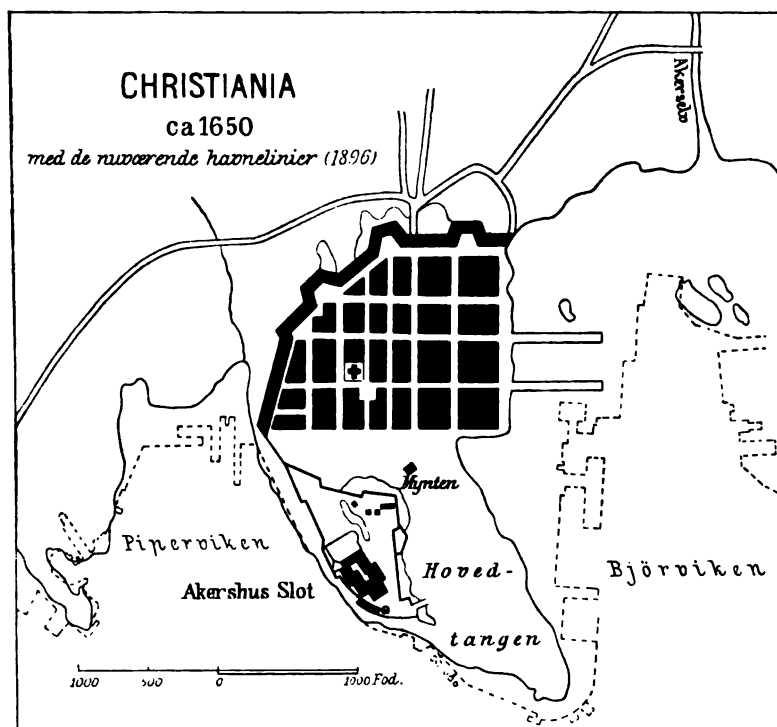 CHRISTIANIA
ca 1650
med de nuværende havnelinier (1896)
Akerselv
Mynten
Piperviken
Hoved-
tangen
Björviken
Akershus Slot
1000 500 0 1000 Fod.